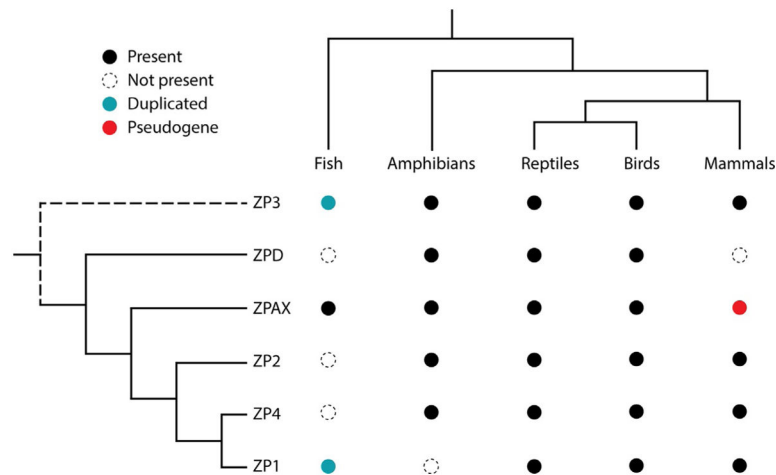 Present
Not present
Duplicated
Pseudogene
Fish Amphibians Reptiles Birds Mammals
ZP3
ZPD
ZPAX
ZP2
ZP4
ZP1